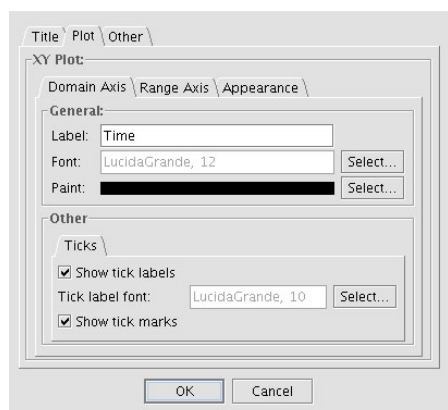 Title Plot Other
XY Plot:
Domain Axis Range Axis Appearance
General:
Label: Time
Font: LucidaGrande, 12 Select...
Paint: Select...
Other
Ticks
Show tick labels
Tick label font: LucidaGrande, 10 Select...
Show tick marks
OK Cancel